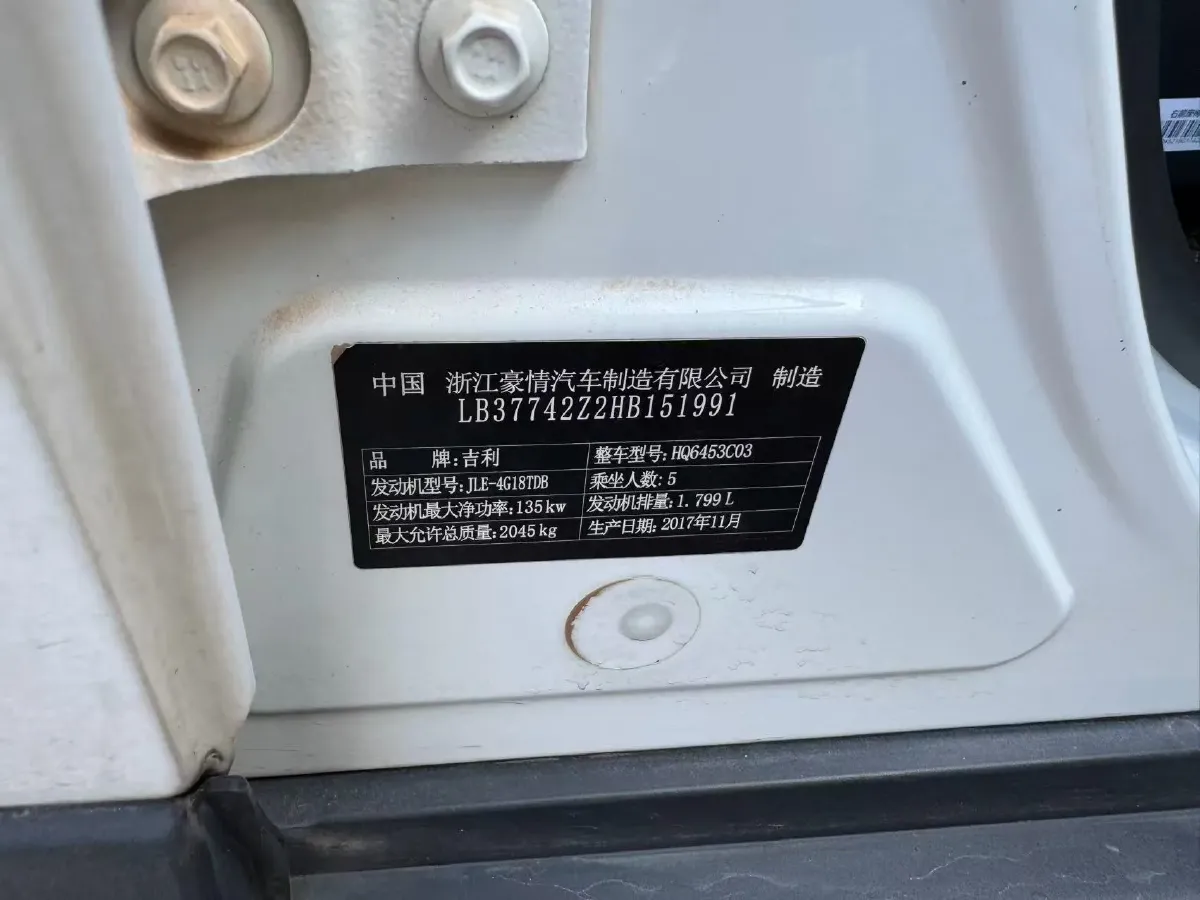 中国 浙江豪情汽车制造有限公司 制造
LB37742Z2HB151991
品 牌:吉利 整车型号:HQ6453C03
发动机型号:JLE-4G18TDB 乘坐人数:5
发动机最大净功率:135kw 发动机排量:1.799L
最大允许总质量:2045kg 生产日期:2017年11月